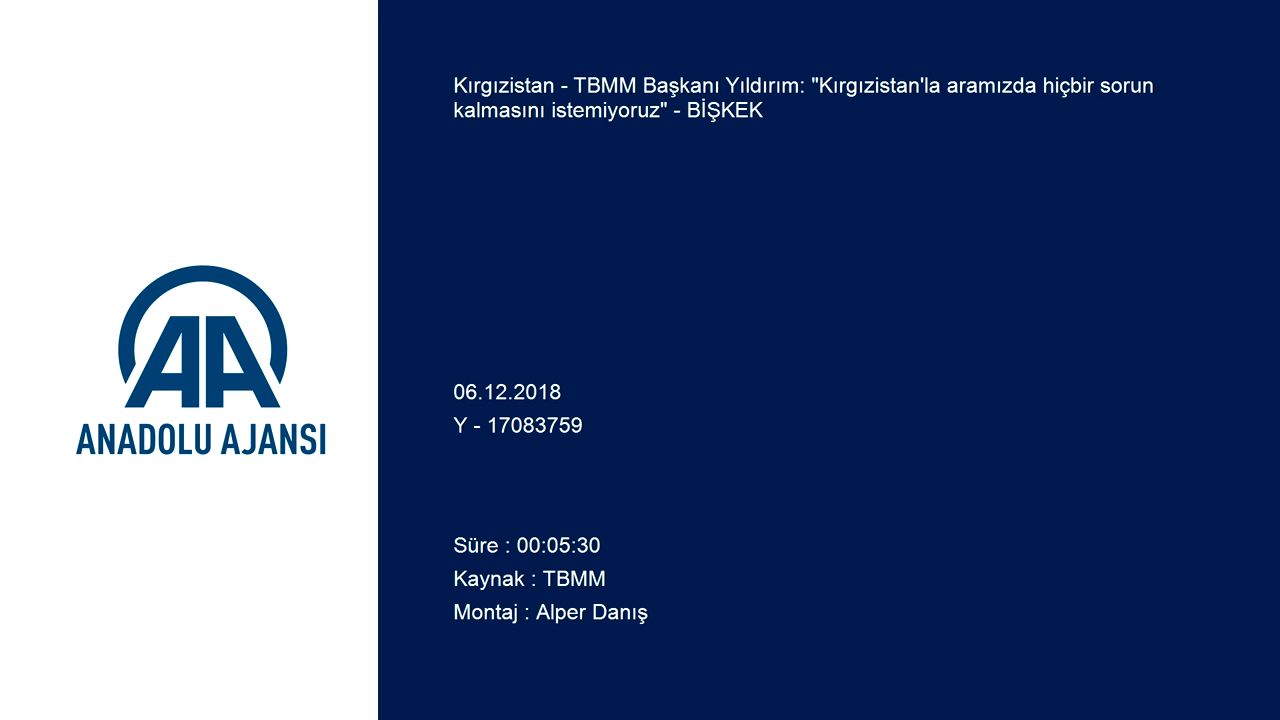 Kırgızistan - TBMM Başkanı Yıldırım: "Kırgızistan'la aramızda hiçbir sorun
kalmasını istemiyoruz" - BİŞKEK
AA
ANADOLU AJANSI
06.12.2018
Y - 17083759
Süre : 00:05:30
Kaynak : TBMM
Montaj : Alper Danış